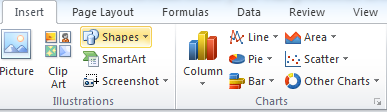 Insert Page Layout Formulas Data Review View
Shapes Line Area
SmartArt Pie Scatter
Picture Clip Art Screenshot Column Bar Other Charts
Illustrations Charts